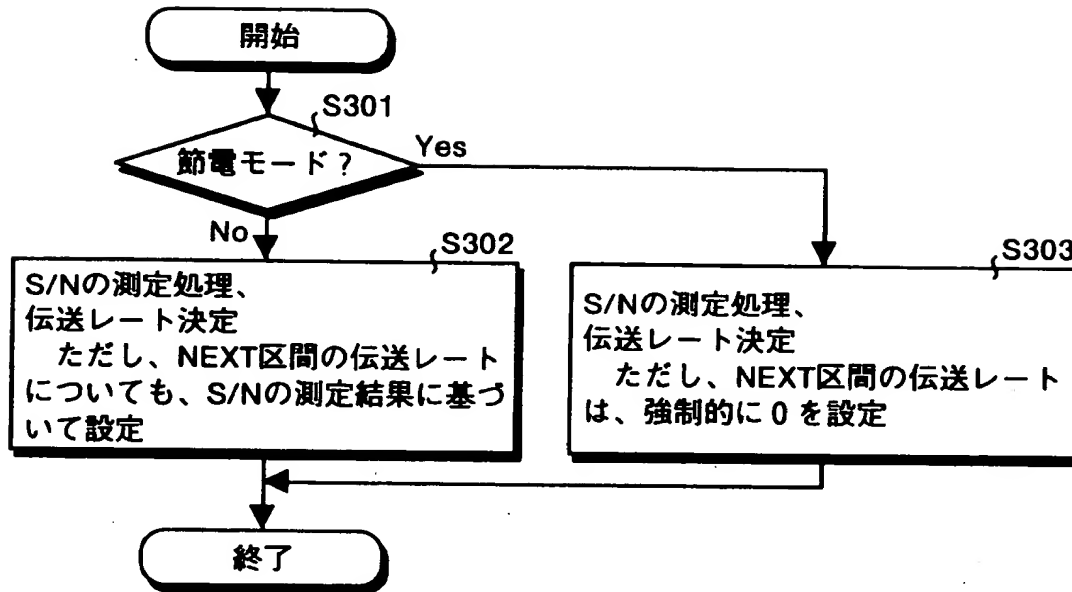 開始
S301
節電モード？
Yes
No
S302
S/Nの測定処理、
伝送レート決定
ただし、NEXT区間の伝送レート
についても、S/Nの測定結果に基づ
いて設定
S303
S/Nの測定処理、
伝送レート決定
ただし、NEXT区間の伝送レート
は、強制的に０を設定
終了